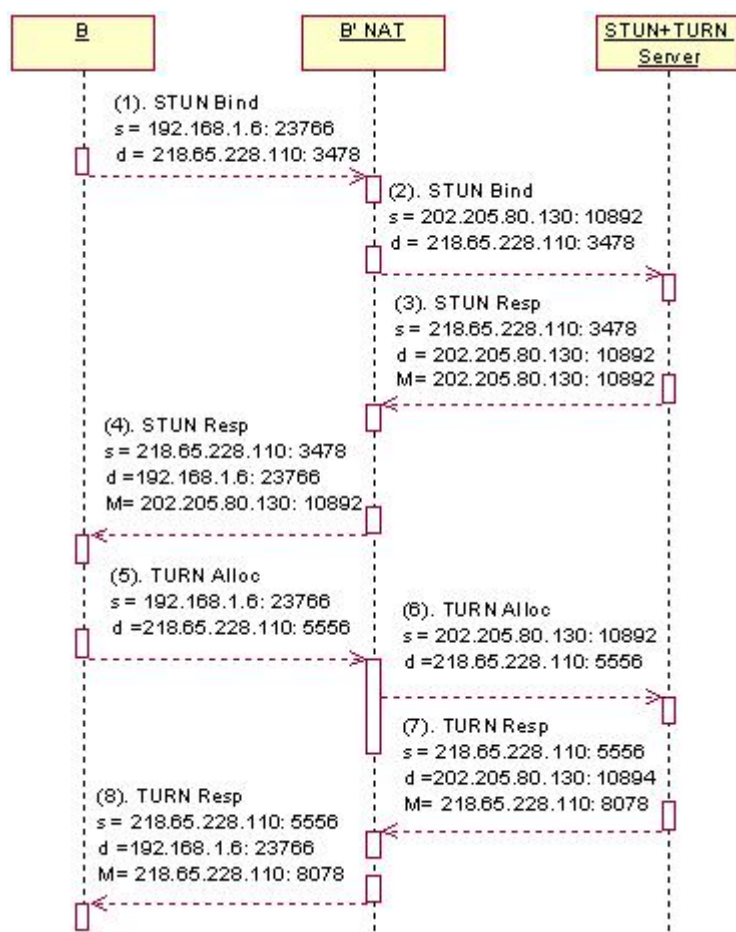 B
B' NAT
STUN+TURN
Server
(1). STUN Bind
s = 192.168.1.6: 23766
d = 218.65.228.110: 3478
(2). STUN Bind
s = 202.205.80.130: 10892
d = 218.65.228.110: 3478
(3). STUN Resp
s = 218.65.228.110: 3478
d = 202.205.80.130: 10892
M= 202.205.80.130: 10892
(4). STUN Resp
s = 218.65.228.110: 3478
d =192.168.1.6: 23766
M= 202.205.80.130: 10892
(5). TURN Alloc
s = 192.168.1.6: 23766
d =218.65.228.110: 5556
(6). TURN Alloc
s = 202.205.80.130: 10892
d =218.65.228.110: 5556
(7). TURN Resp
s = 218.65.228.110: 5556
d =202.205.80.130: 10894
M= 218.65.228.110: 8078
(8). TURN Resp
s = 218.65.228.110: 5556
d =192.168.1.6: 23766
M= 218.65.228.110: 8078